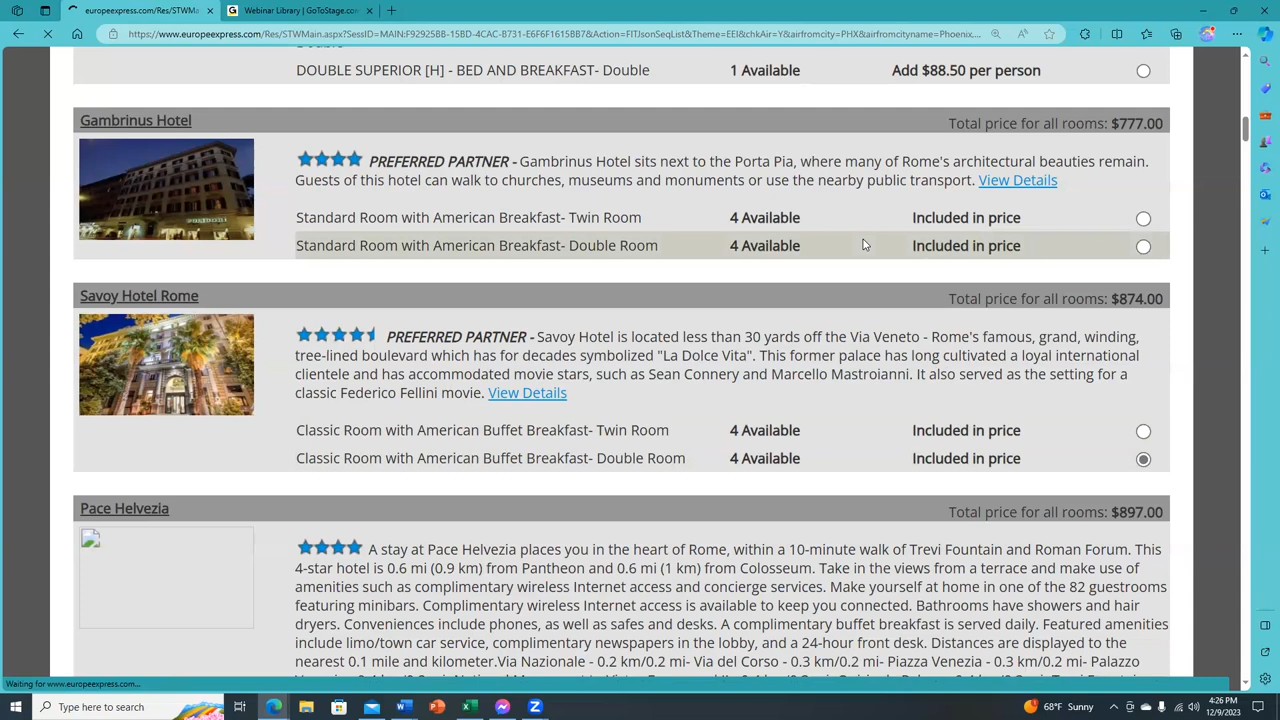 europeexpress.com/Res/STWMain.as
Webinar Library | GoToStage.com
https://www.europeexpress.com/Res/STWMain.aspx?SessID=MAIN:F92925BB-15BD-4CAC-B731-E6F6F1615BB7&Action=FITJsonSeqList&Theme=EEI&chkAir=Y&airfromcity=PHX&airfromcityname=Phoenix,...
DOUBLE SUPERIOR [H] - BED AND BREAKFAST- Double 1 Available Add $88.50 per person
Gambrinus Hotel Total price for all rooms: $777.00
PREFERRED PARTNER - Gambrinus Hotel sits next to the Porta Pia, where many of Rome's architectural beauties remain.
Guests of this hotel can walk to churches, museums and monuments or use the nearby public transport. View Details
Standard Room with American Breakfast- Twin Room 4 Available Included in price
Standard Room with American Breakfast- Double Room 4 Available Included in price
Savoy Hotel Rome Total price for all rooms: $874.00
PREFERRED PARTNER - Savoy Hotel is located less than 30 yards off the Via Veneto - Rome's famous, grand, winding,
tree-lined boulevard which has for decades symbolized "La Dolce Vita". This former palace has long cultivated a loyal international
clientele and has accommodated movie stars, such as Sean Connery and Marcello Mastroianni. It also served as the setting for a
classic Federico Fellini movie. View Details
Classic Room with American Buffet Breakfast- Twin Room 4 Available Included in price
Classic Room with American Buffet Breakfast- Double Room 4 Available Included in price
Pace Helvezia Total price for all rooms: $897.00
A stay at Pace Helvezia places you in the heart of Rome, within a 10-minute walk of Trevi Fountain and Roman Forum. This
4-star hotel is 0.6 mi (0.9 km) from Pantheon and 0.6 mi (1 km) from Colosseum. Take in the views from a terrace and make use of
amenities such as complimentary wireless Internet access and concierge services. Make yourself at home in one of the 82 guestrooms
featuring minibars. Complimentary wireless Internet access is available to keep you connected. Bathrooms have showers and hair
dryers. Conveniences include phones, as well as safes and desks. A complimentary buffet breakfast is served daily. Featured amenities
include limo/town car service, complimentary newspapers in the lobby, and a 24-hour front desk. Distances are displayed to the
nearest 0.1 mile and kilometer.Via Nazionale - 0.2 km/0.2 mi- Via del Corso - 0.3 km/0.2 mi- Piazza Venezia - 0.3 km/0.2 mi- Palazzo
Waiting for www.europeexpress.com...
Type here to search
68°F Sunny
4:26 PM
12/9/2023